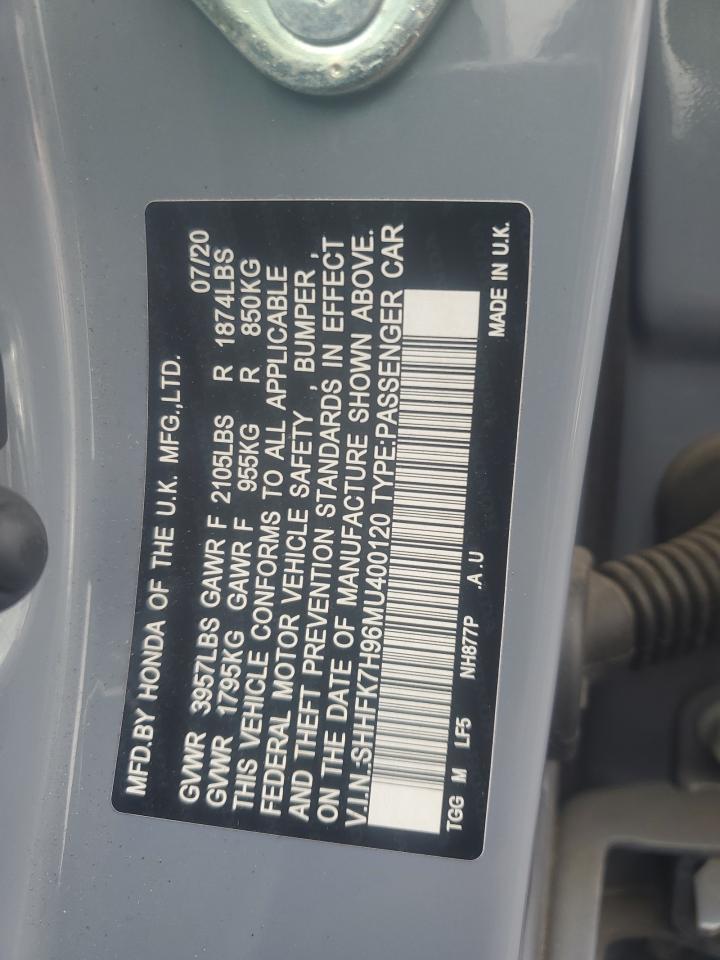 MFD.BY HONDA OF THE U.K. MFG.,LTD. 07/20
GVWR 3957LBS GAWR F 2105LBS R 1874LBS
GVWR 1795KG GAWR F 955KG R 850KG
THIS VEHICLE CONFORMS TO ALL APPLICABLE
FEDERAL MOTOR VEHICLE SAFETY , BUMPER ,
AND THEFT PREVENTION STANDARDS IN EFFECT
ON THE DATE OF MANUFACTURE SHOWN ABOVE.
V.I.N.:SHHFK7H96MU400120 TYPE:PASSENGER CAR
TGG M LF5 NH877P .A .U MADE IN U.K.